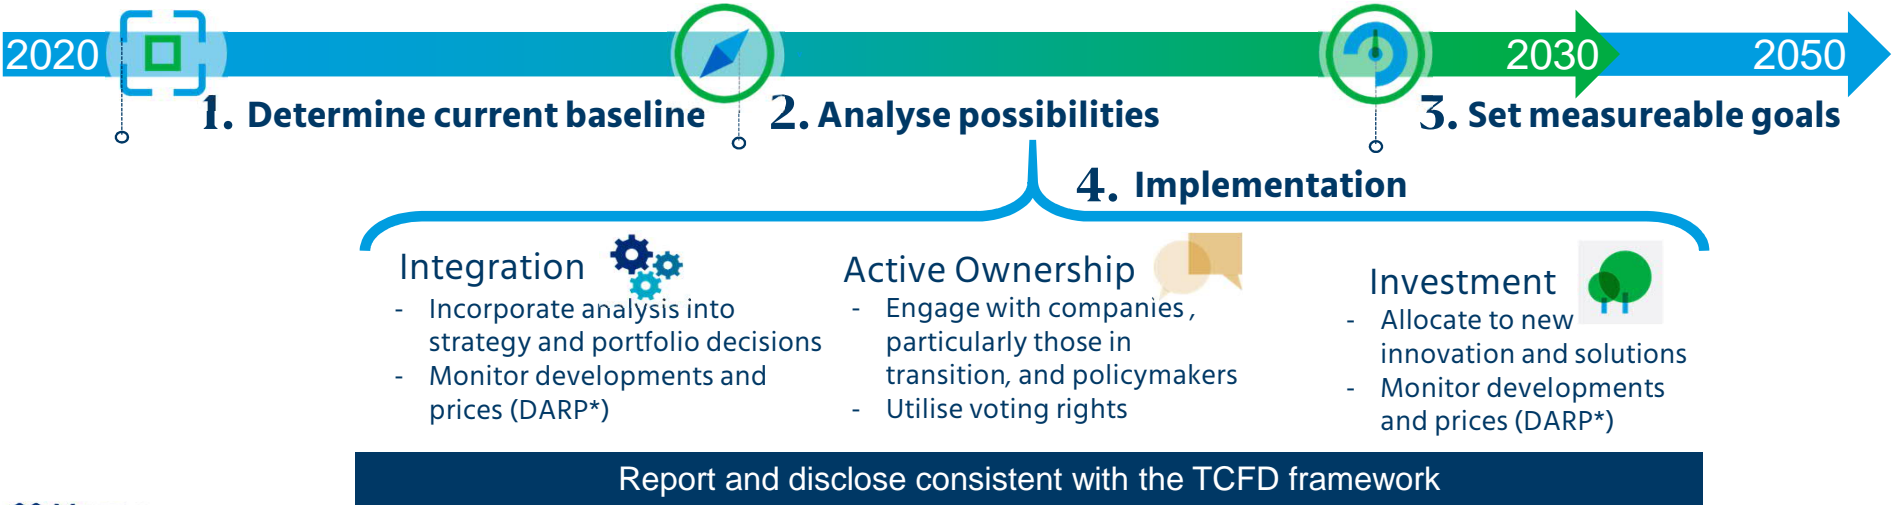 2020 2030 2050
1. Determine current baseline
2. Analyse possibilities
3. Set measureable goals
4. Implementation
Integration
- Incorporate analysis into
strategy and portfolio decisions
- Monitor developments and
prices (DARP*)
Active Ownership
- Engage with companies ,
particularly those in
transition, and policymakers
- Utilise voting rights
Investment
- Allocate to new
innovation and solutions
- Monitor developments
and prices (DARP*)
Report and disclose consistent with the TCFD framework